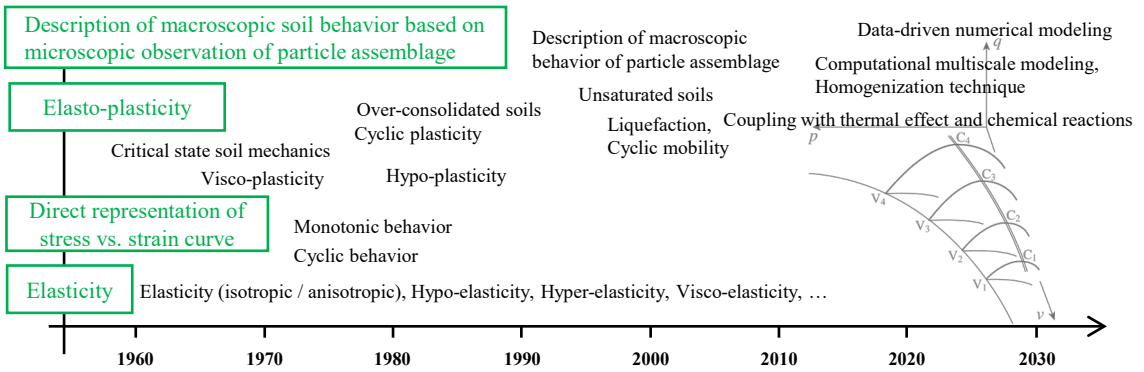 Description of macroscopic soil behavior based on
microscopic observation of particle assemblage
Description of macroscopic
behavior of particle assemblage
Data-driven numerical modeling
q
Computational multiscale modeling,
Homogenization technique
Elasto-plasticity
Over-consolidated soils
Cyclic plasticity
Unsaturated soils
Liquefaction,
Cyclic mobility
Coupling with thermal effect and chemical reactions
p
Critical state soil mechanics
Visco-plasticity
Hypo-plasticity
C4
C3
C2
C1
V4
V3
V2
V1
v
Direct representation of
stress vs. strain curve
Monotonic behavior
Cyclic behavior
Elasticity
Elasticity (isotropic / anisotropic), Hypo-elasticity, Hyper-elasticity, Visco-elasticity, …
1960 1970 1980 1990 2000 2010 2020 2030